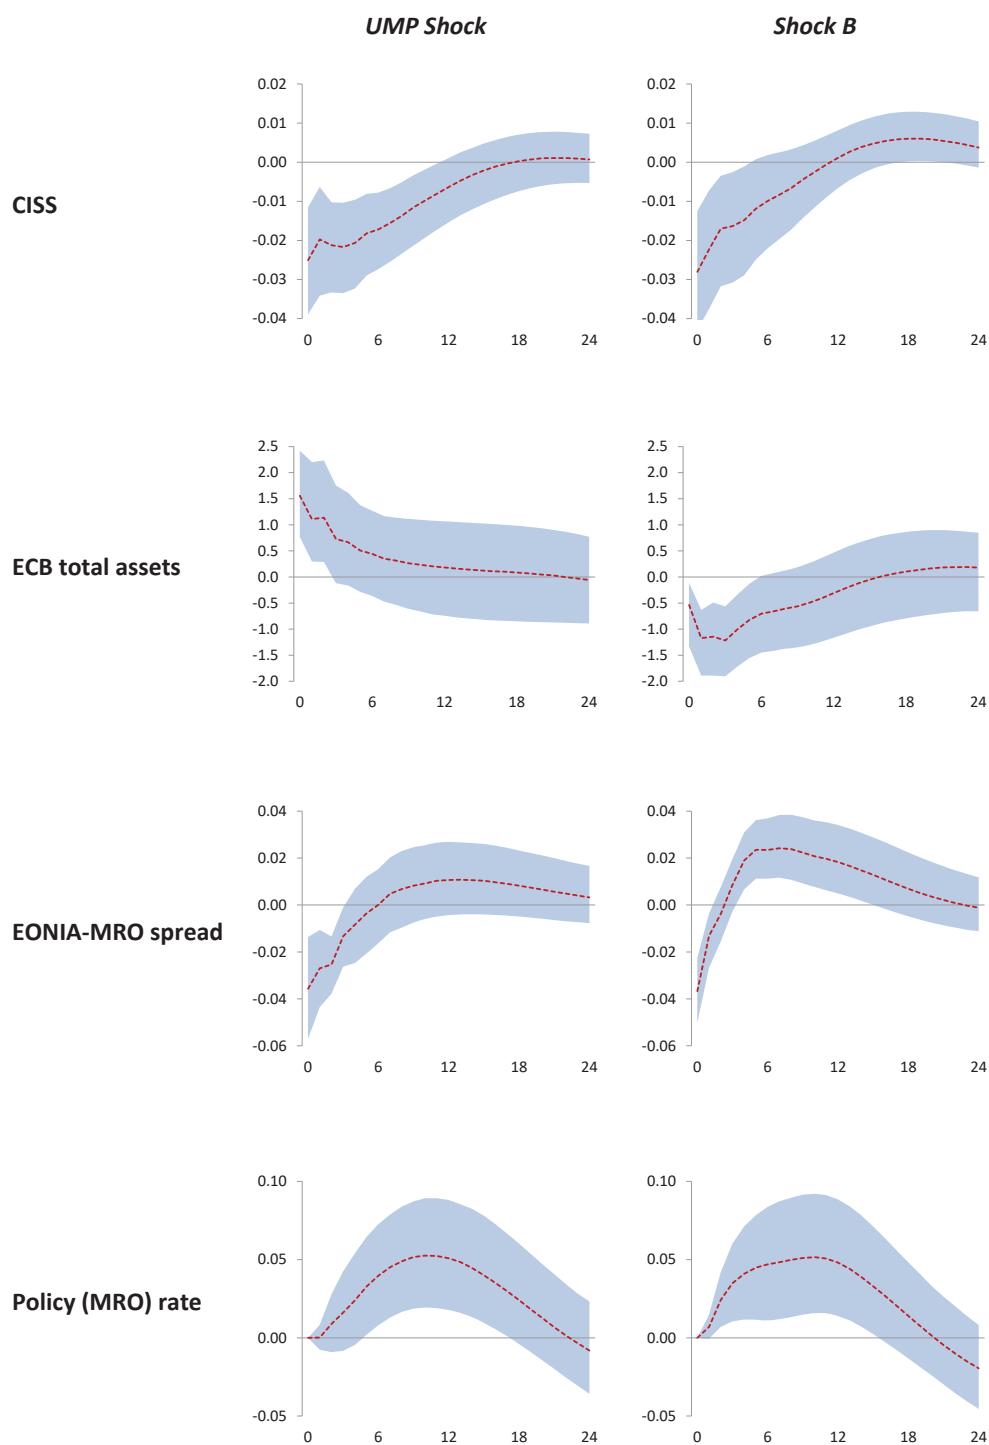 UMP Shock Shock B
CISS
0.02 0.01 0.00 -0.01 -0.02 -0.03 -0.04
0 6 12 18 24
0.02 0.01 0.00 -0.01 -0.02 -0.03 -0.04
0 6 12 18 24
ECB total assets
2.5 2.0 1.5 1.0 0.5 0.0 -0.5 -1.0 -1.5 -2.0
0 6 12 18 24
2.5 2.0 1.5 1.0 0.5 0.0 -0.5 -1.0 -1.5 -2.0
0 6 12 18 24
EONIA-MRO spread
0.04 0.02 0.00 -0.02 -0.04 -0.06
0 6 12 18 24
0.04 0.02 0.00 -0.02 -0.04 -0.06
0 6 12 18 24
Policy (MRO) rate
0.10 0.05 0.00 -0.05
0 6 12 18 24
0.10 0.05 0.00 -0.05
0 6 12 18 24